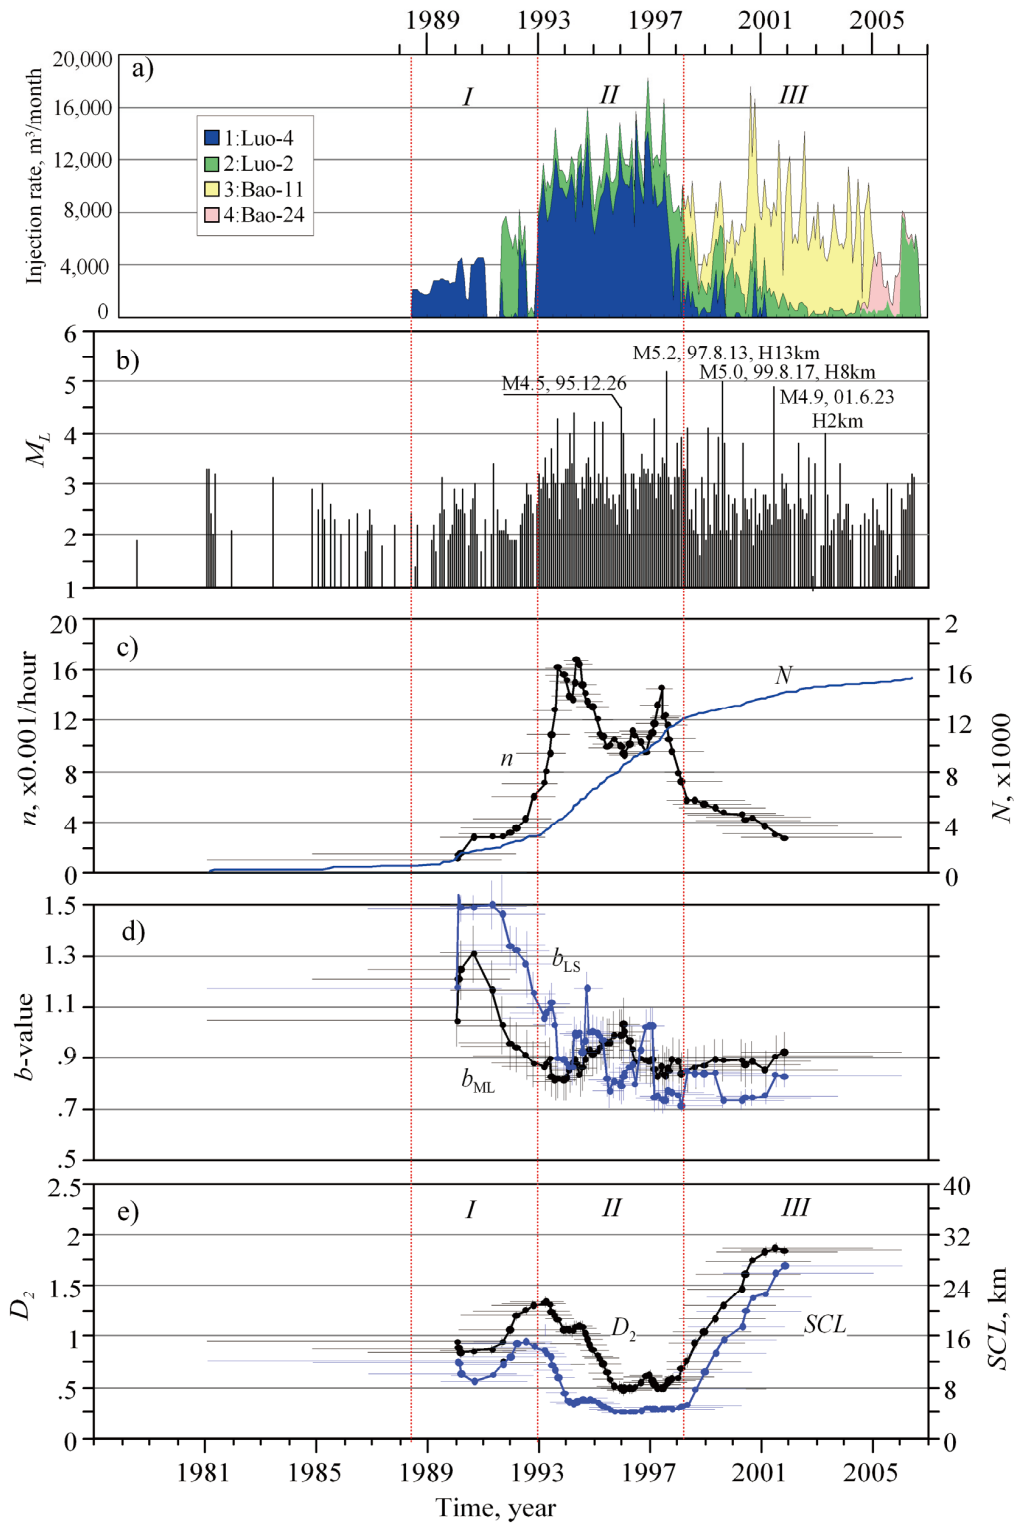 1989 1993 1997 2001 2005
a)
Injection rate, m³/month
20,000
16,000
12,000
8,000
4,000
0
I II III
1:Luo-4
2:Luo-2
3:Bao-11
4:Bao-24
b)
M_L
6
5
4
3
2
1
M5.2, 97.8.13, H13km
M5.0, 99.8.17, H8km
M4.5, 95.12.26
M4.9, 01.6.23
H2km
c)
n, x0.001/hour
20
16
12
8
4
0
n
N
2
16
12
8
4
0
N, x1000
d)
b-value
1.5
1.3
1.1
.9
.7
.5
b_LS
b_ML
e)
D₂
2.5
2
1.5
1
.5
0
I II III
D₂
SCL
40
32
24
16
8
0
SCL, km
1981 1985 1989 1993 1997 2001 2005
Time, year